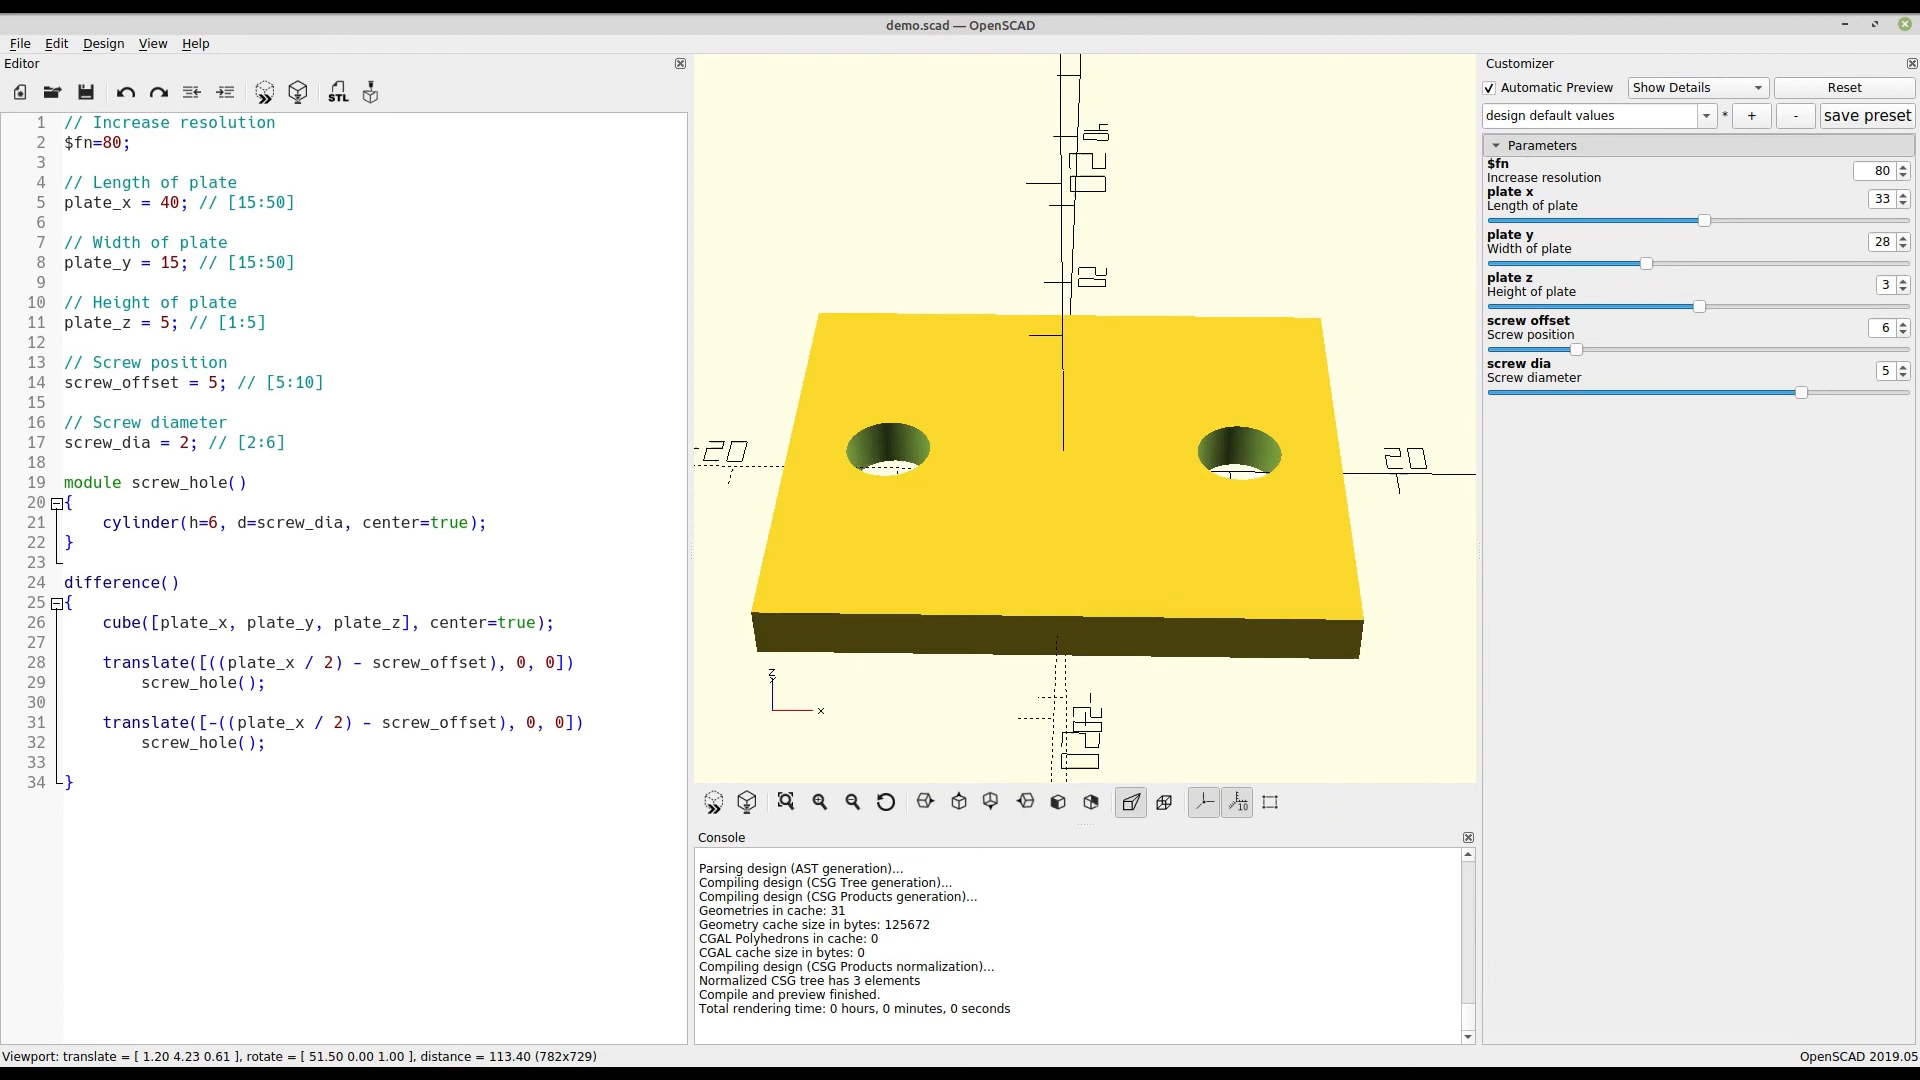 demo.scad — OpenSCAD
File Edit Design View Help
Editor
STL
1 // Increase resolution
2 $fn=80;
3
4 // Length of plate
5 plate_x = 40; // [15:50]
6
7 // Width of plate
8 plate_y = 15; // [15:50]
9
10 // Height of plate
11 plate_z = 5; // [1:5]
12
13 // Screw position
14 screw_offset = 5; // [5:10]
15
16 // Screw diameter
17 screw_dia = 2; // [2:6]
18
19 module screw_hole()
20 {
21 cylinder(h=6, d=screw_dia, center=true);
22 }
23
24 difference()
25 {
26 cube([plate_x, plate_y, plate_z], center=true);
27
28 translate([((plate_x / 2) - screw_offset), 0, 0])
29 screw_hole();
30
31 translate([-((plate_x / 2) - screw_offset), 0, 0])
32 screw_hole();
33
34 }
-20
20
z
x
10
Console
Parsing design (AST generation)...
Compiling design (CSG Tree generation)...
Compiling design (CSG Products generation)...
Geometries in cache: 31
Geometry cache size in bytes: 125672
CGAL Polyhedrons in cache: 0
CGAL cache size in bytes: 0
Compiling design (CSG Products normalization)...
Normalized CSG tree has 3 elements
Compile and preview finished.
Total rendering time: 0 hours, 0 minutes, 0 seconds
Customizer
Automatic Preview Show Details Reset
design default values * + - save preset
Parameters
$fn
Increase resolution 80
plate x
Length of plate 33
plate y
Width of plate 28
plate z
Height of plate 3
screw offset
Screw position 6
screw dia
Screw diameter 5
Viewport: translate = [ 1.20 4.23 0.61 ], rotate = [ 51.50 0.00 1.00 ], distance = 113.40 (782x729)
OpenSCAD 2019.05